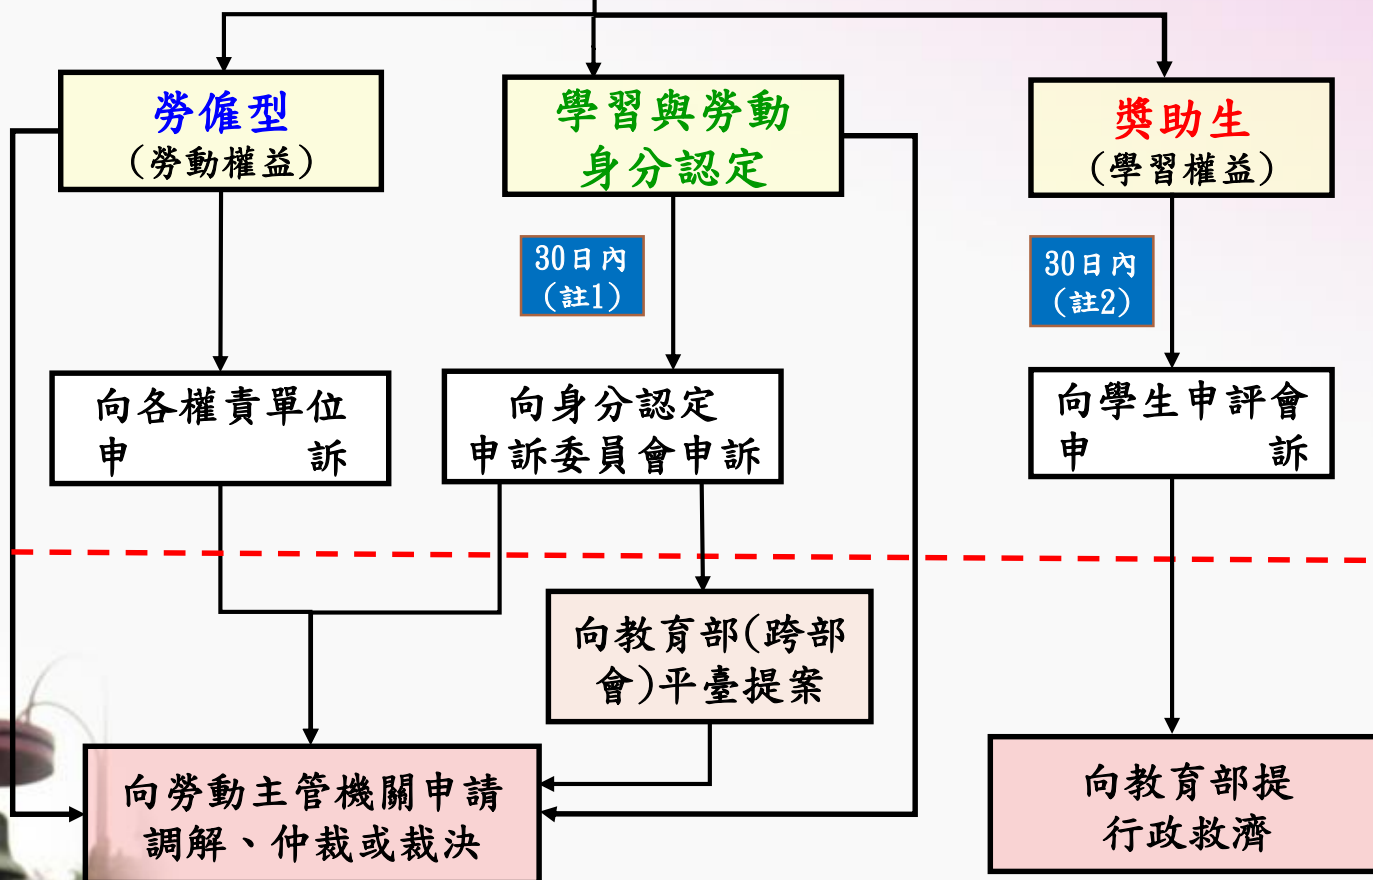 勞僱型
(勞動權益)
學習與勞動
身分認定
獎助生
(學習權益)
30日內
(註1)
30日內
(註2)
向各權責單位
申訴
向身分認定
申訴委員會申訴
向學生申評會
申訴
向教育部(跨部
會)平臺提案
向勞動主管機關申請
調解、仲裁或裁決
向教育部提
行政救濟